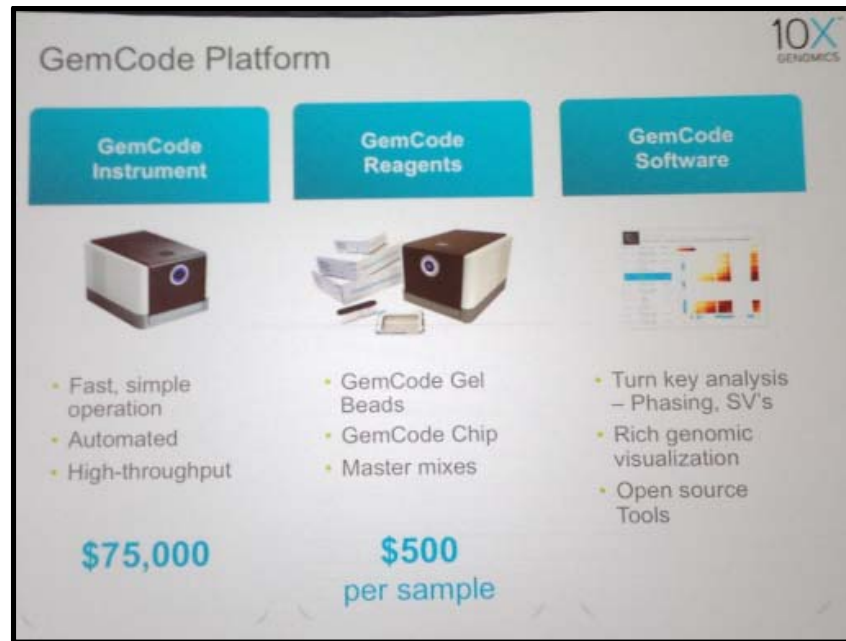 GemCode Platform
10X
GENOMICS
GemCode
Instrument
GemCode
Reagents
GemCode
Software
• Fast, simple
operation
• Automated
• High-throughput
$75,000
• GemCode Gel
Beads
• GemCode Chip
• Master mixes
$500
per sample
• Turn key analysis
– Phasing, SV's
• Rich genomic
visualization
• Open source
Tools